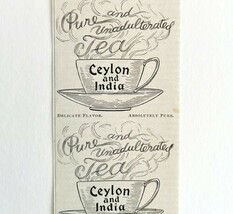 Pure and
Unadulterated
Tea
Ceylon
and
India
DELICATE FLAVOR. ABSOLUTELY PURE.
Pure and
Unadulterated
Tea
Ceylon
and
India